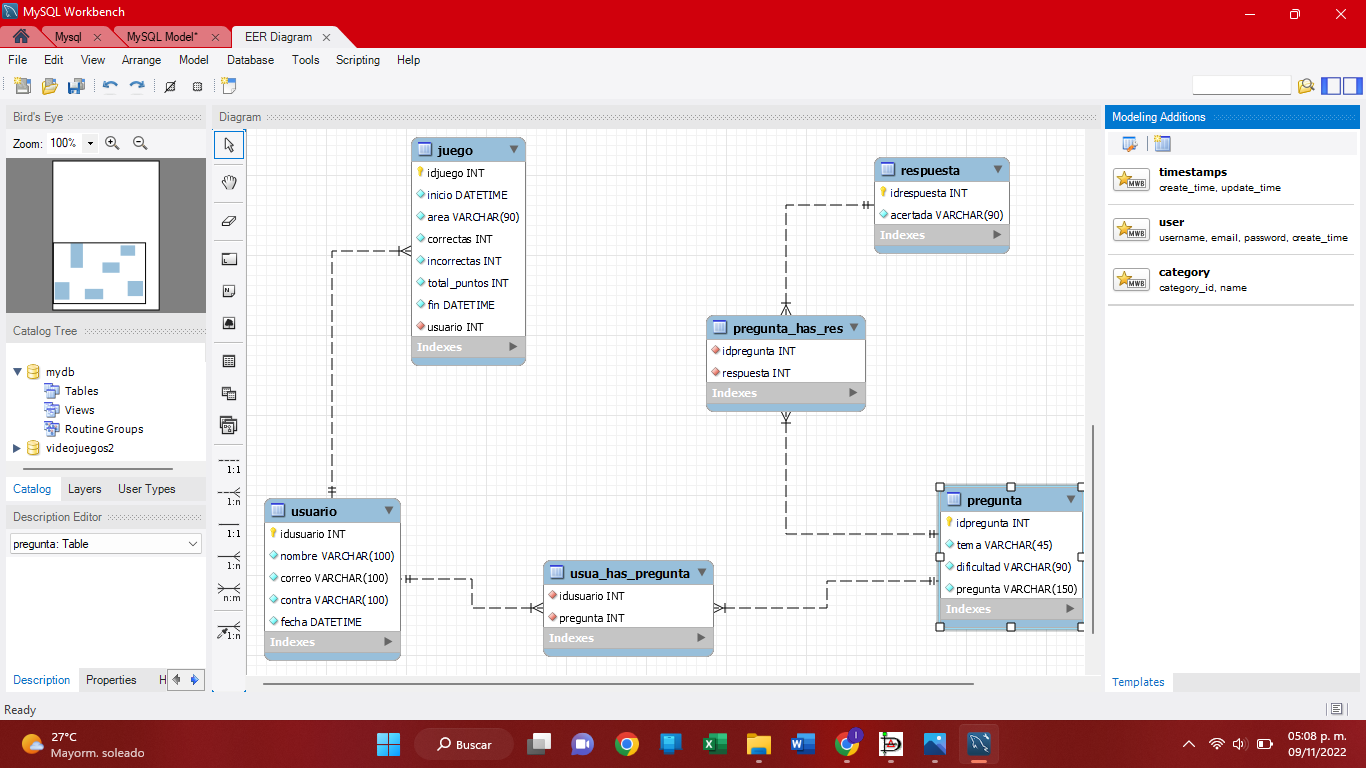 MySQL Workbench
Mysql
MySQL Model*
EER Diagram
File Edit View Arrange Model Database Tools Scripting Help
Bird's Eye
Zoom: 100%
Catalog Tree
mydb
Tables
Views
Routine Groups
videojuegos2
Catalog Layers User Types
Description Editor
pregunta: Table
Description Properties H
Diagram
1:1
1:n
1:1
1:n
n:m
1:n
juego
idjuego INT
inicio DATETIME
area VARCHAR(90)
correctas INT
incorrectas INT
total_puntos INT
fin DATETIME
usuario INT
Indexes
respuesta
idrespuesta INT
acertada VARCHAR(90)
Indexes
pregunta_has_res
idpregunta INT
respuesta INT
Indexes
usuario
idusuario INT
nombre VARCHAR(100)
correo VARCHAR(100)
contra VARCHAR(100)
fecha DATETIME
Indexes
usua_has_pregunta
idusuario INT
pregunta INT
Indexes
pregunta
idpregunta INT
tema VARCHAR(45)
dificultad VARCHAR(90)
pregunta VARCHAR(150)
Indexes
Modeling Additions
MWB
timestamps
create_time, update_time
MWB
user
username, email, password, create_time
MWB
category
category_id, name
Templates
Ready
27°C
Mayorm. soleado
Buscar
05:08 p. m.
09/11/2022